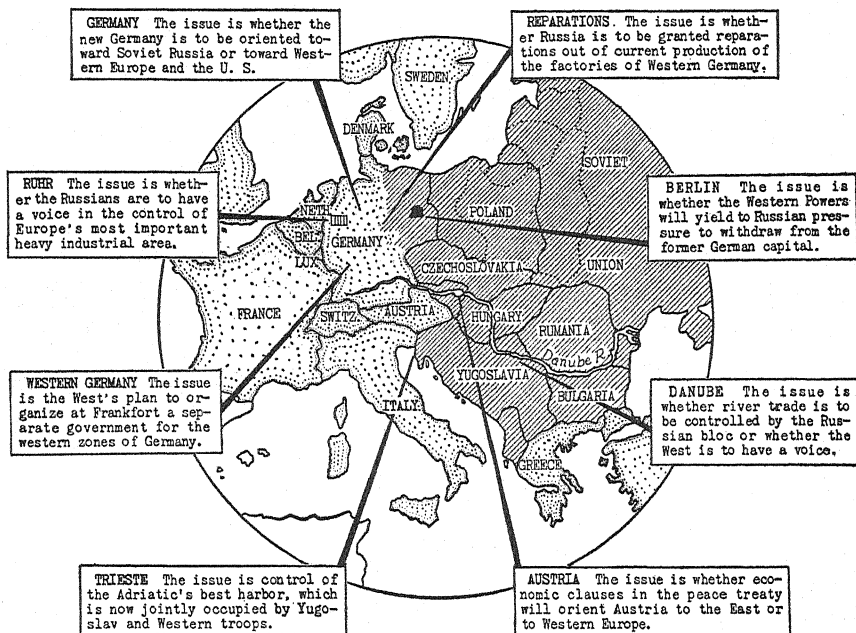 GERMANY The issue is whether the
new Germany is to be oriented to-
ward Soviet Russia or toward West-
ern Europe and the U. S.
REPARATIONS. The issue is wheth-
er Russia is to be granted repara-
tions out of current production of
the factories of Western Germany.
RUHR The issue is wheth-
er the Russians are to have
a voice in the control of
Europe's most important
heavy industrial area.
BERLIN The issue is
whether the Western Powers
will yield to Russian pres-
sure to withdraw from the
former German capital.
WESTERN GERMANY The issue
is the West's plan to or-
ganize at Frankfort a sep-
arate government for the
western zones of Germany.
DANUBE The issue is
whether river trade is to
be controlled by the Rus-
sian bloc or whether the
West is to have a voice.
TRIESTE The issue is control of
the Adriatic's best harbor, which
is now jointly occupied by Yugo-
slav and Western troops.
AUSTRIA The issue is whether eco-
nomic clauses in the peace treaty
will orient Austria to the East or
to Western Europe.
SWEDEN
DENMARK
SOVIET
UNION
NETH
POLAND
BEL.
GERMANY
LUX
CZECHOSLOVAKIA
FRANCE
SWITZ
AUSTRIA
HUNGARY
RUMANIA
Danube R.
YUGOSLAVIA
BULGARIA
ITALY
GREECE